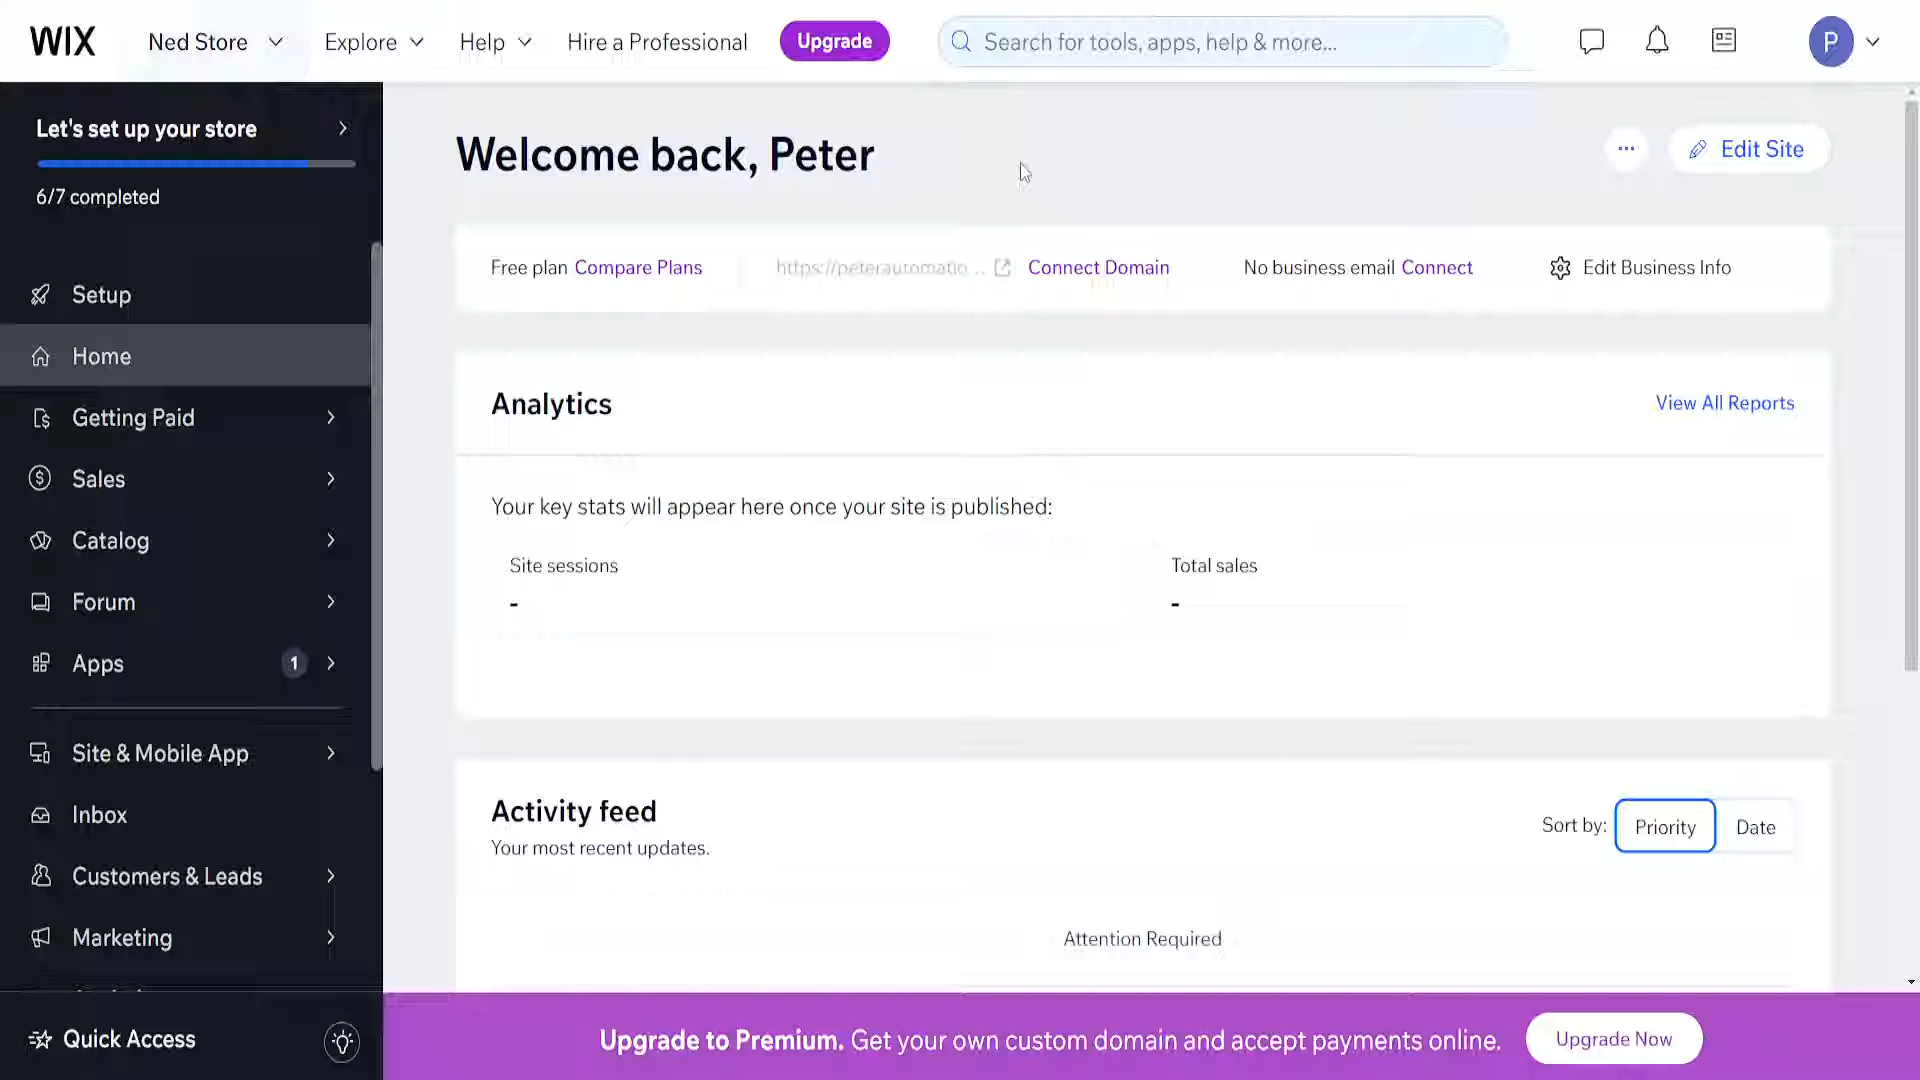 WIX
Ned Store
Explore
Help
Hire a Professional
Upgrade
Search for tools, apps, help & more...
P
Let's set up your store
6/7 completed
Setup
Home
Getting Paid
Sales
Catalog
Forum
Apps
1
Site & Mobile App
Inbox
Customers & Leads
Marketing
Quick Access
Welcome back, Peter
Edit Site
Free plan Compare Plans
https://peterautomatio...
Connect Domain
No business email Connect
Edit Business Info
Analytics
View All Reports
Your key stats will appear here once your site is published:
Site sessions
-
Total sales
-
Activity feed
Your most recent updates.
Sort by:
Priority
Date
Attention Required
Upgrade to Premium. Get your own custom domain and accept payments online.
Upgrade Now